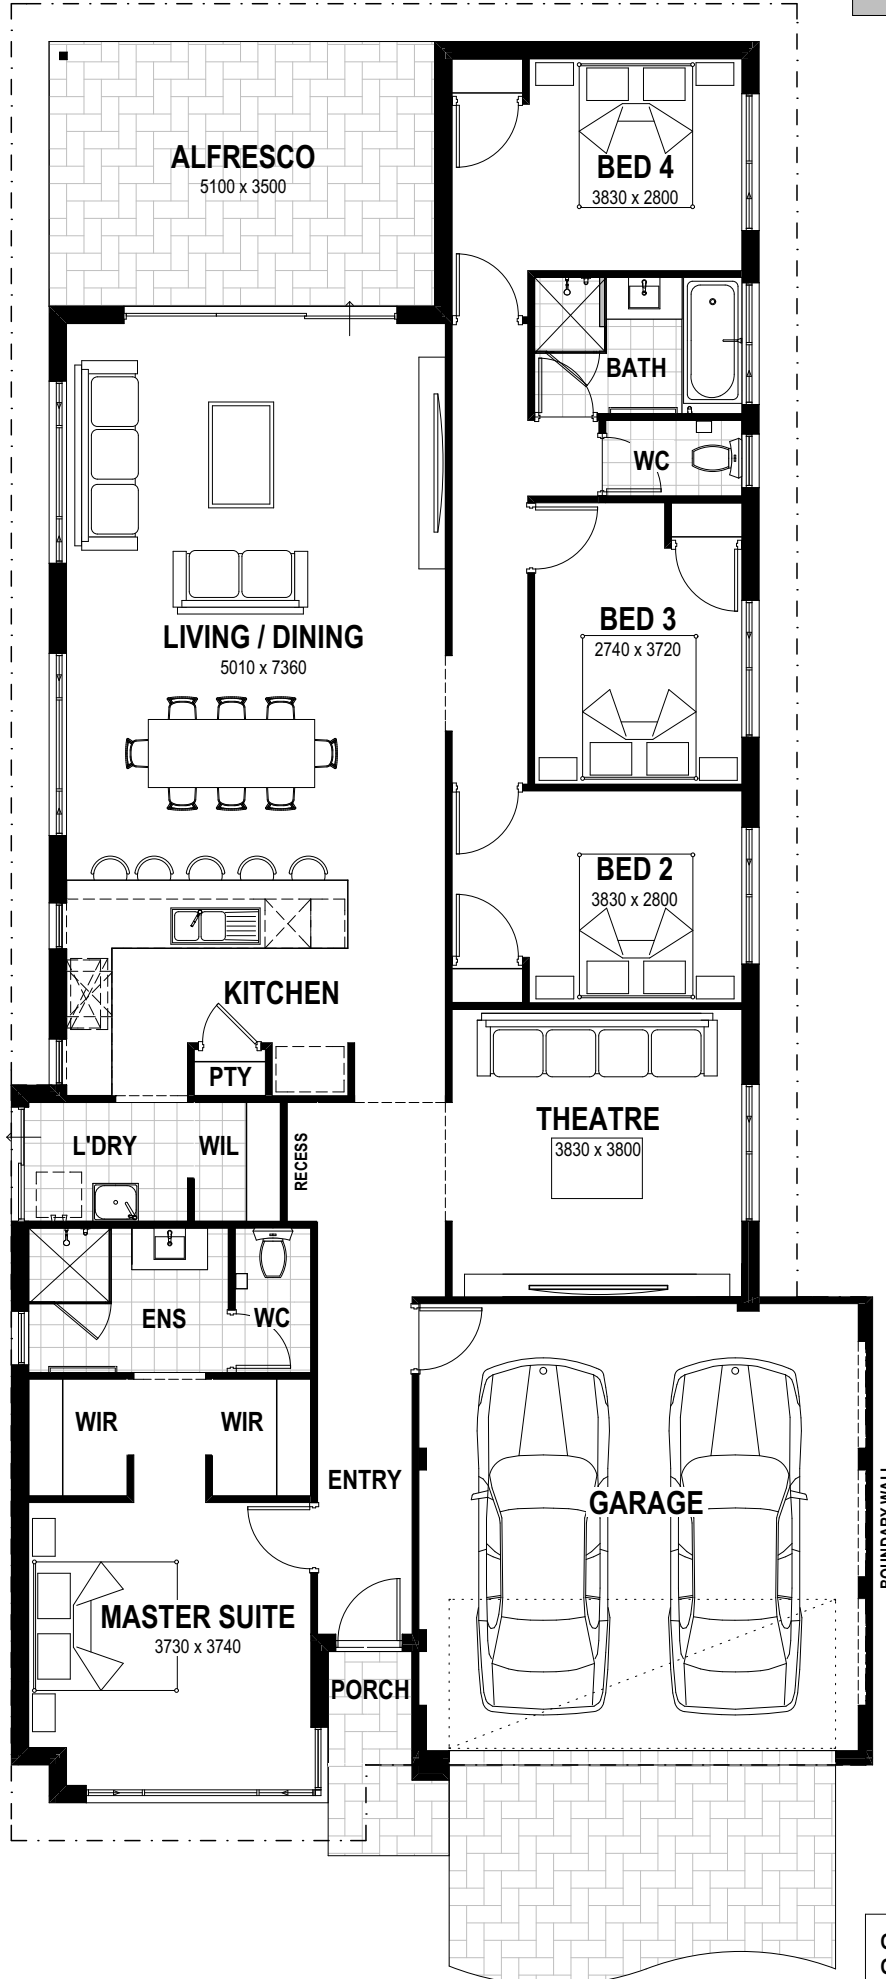 ALFRESCO
5100 x 3500
BED 4
3830 x 2800
BATH
WC
LIVING / DINING
5010 x 7360
BED 3
2740 x 3720
BED 2
3830 x 2800
KITCHEN
PTY
THEATRE
3830 x 3800
L'DRY
WIL
RECESS
ENS
WC
WIR
WIR
ENTRY
GARAGE
BOUNDARY WALL
MASTER SUITE
3730 x 3740
PORCH